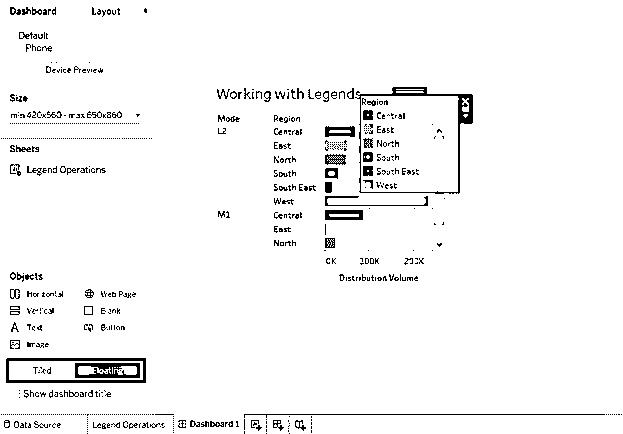 Dashboard Layout
Default
Phone
Device Preview
Size
min 420x560 - max 650x860
Sheets
Legend Operations
Objects
Horizontal Web Page
Vertical Blank
Text Button
Image
Tiled Floating
Show dashboard title
Working with Legends
Mode Region
L2 Central
East
North
South
South East
West
M1 Central
East
North
0K 100K 200K
Distribution Volume
Region
Central
East
North
South
South East
West
Data Source Legend Operations Dashboard 1